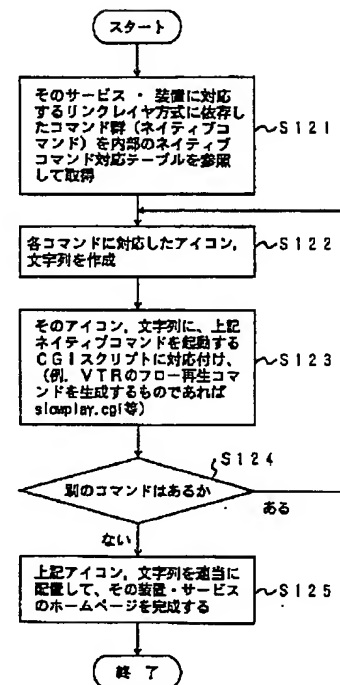 スタート
そのサービス・装置に対応
するリンクレイヤ方式に依存し
たコマンド群(ネイティブコ
マンド)を内部のネイティブ
コマンド対応テーブルを参照
して取得
S121
各コマンドに対応したアイコン,
文字列を作成
S122
そのアイコン,文字列に、上記
ネイティブコマンドを起動する
CGIスクリプトに対応付け、
(例.VTRのフロー再生コマ
ンドを生成するものであれば
slowplay.cgi等)
S123
S124
別のコマンドはあるか
ある
ない
上記アイコン,文字列を適当に
配置して、その装置・サービス
のホームページを完成する
S125
終了